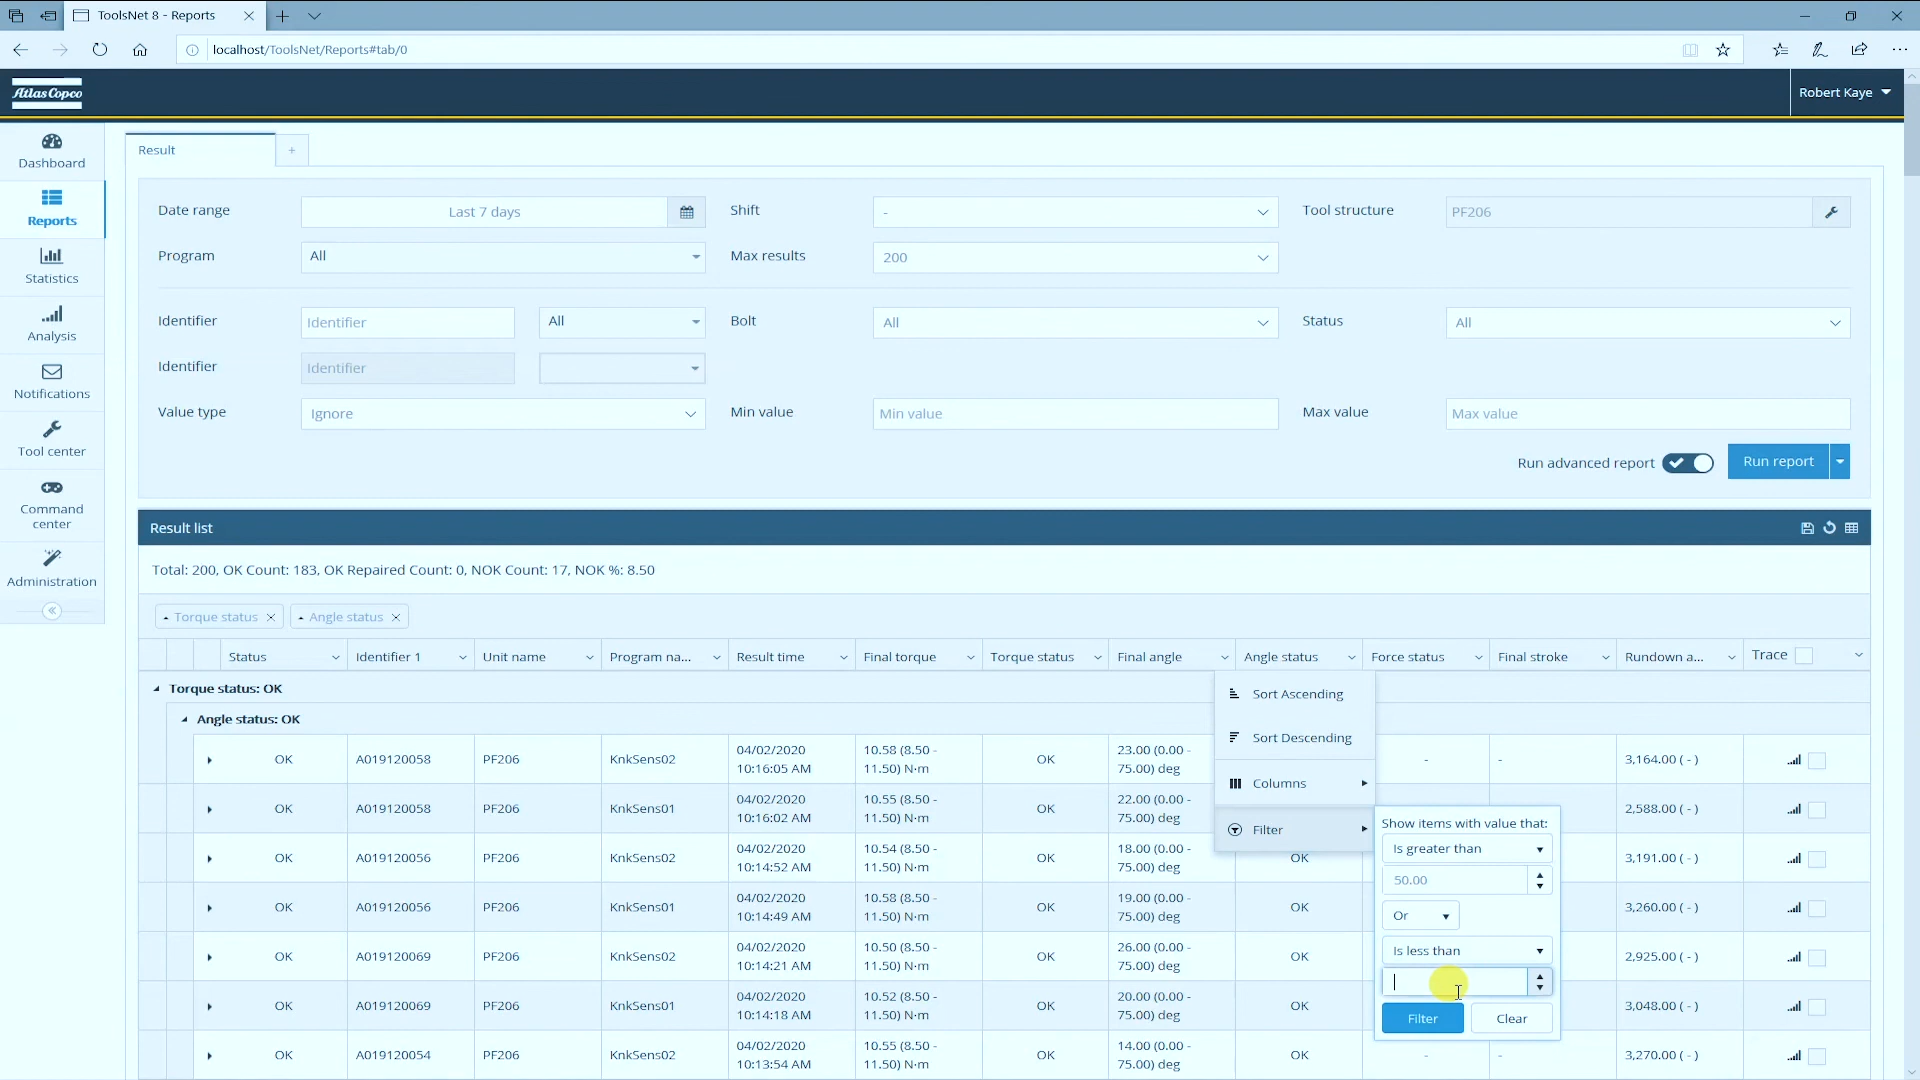 ToolsNet 8 - Reports
localhost/ToolsNet/Reports#tab/0
Atlas Copco
Robert Kaye
Dashboard
Reports
Statistics
Analysis
Notifications
Tool center
Command
center
Administration
Result +
Date range Last 7 days Shift - Tool structure PF206
Program All Max results 200
Identifier Identifier All Bolt All Status All
Identifier Identifier
Value type Ignore Min value Min value Max value Max value
Run advanced report Run report
Result list
Total: 200, OK Count: 183, OK Repaired Count: 0, NOK Count: 17, NOK %: 8.50
Torque status Angle status
Status Identifier 1 Unit name Program na... Result time Final torque Torque status Final angle Angle status Force status Final stroke Rundown a... Trace
Torque status: OK
Angle status: OK
OK A019120058 PF206 KnkSens02 04/02/2020 10:16:05 AM 10.58 (8.50 - 11.50) N·m OK 23.00 (0.00 - 75.00) deg - - 3,164.00 ( - )
OK A019120058 PF206 KnkSens01 04/02/2020 10:16:02 AM 10.55 (8.50 - 11.50) N·m OK 22.00 (0.00 - 75.00) deg 2,588.00 ( - )
OK A019120056 PF206 KnkSens02 04/02/2020 10:14:52 AM 10.54 (8.50 - 11.50) N·m OK 18.00 (0.00 - 75.00) deg OK 3,191.00 ( - )
OK A019120056 PF206 KnkSens01 04/02/2020 10:14:49 AM 10.58 (8.50 - 11.50) N·m OK 19.00 (0.00 - 75.00) deg OK 3,260.00 ( - )
OK A019120069 PF206 KnkSens02 04/02/2020 10:14:21 AM 10.50 (8.50 - 11.50) N·m OK 26.00 (0.00 - 75.00) deg OK 2,925.00 ( - )
OK A019120069 PF206 KnkSens01 04/02/2020 10:14:18 AM 10.52 (8.50 - 11.50) N·m OK 20.00 (0.00 - 75.00) deg OK 3,048.00 ( - )
OK A019120054 PF206 KnkSens02 04/02/2020 10:13:54 AM 10.55 (8.50 - 11.50) N·m OK 14.00 (0.00 - 75.00) deg OK - - 3,270.00 ( - )
Sort Ascending
Sort Descending
Columns
Filter
Show items with value that:
Is greater than
50.00
Or
Is less than
Filter Clear